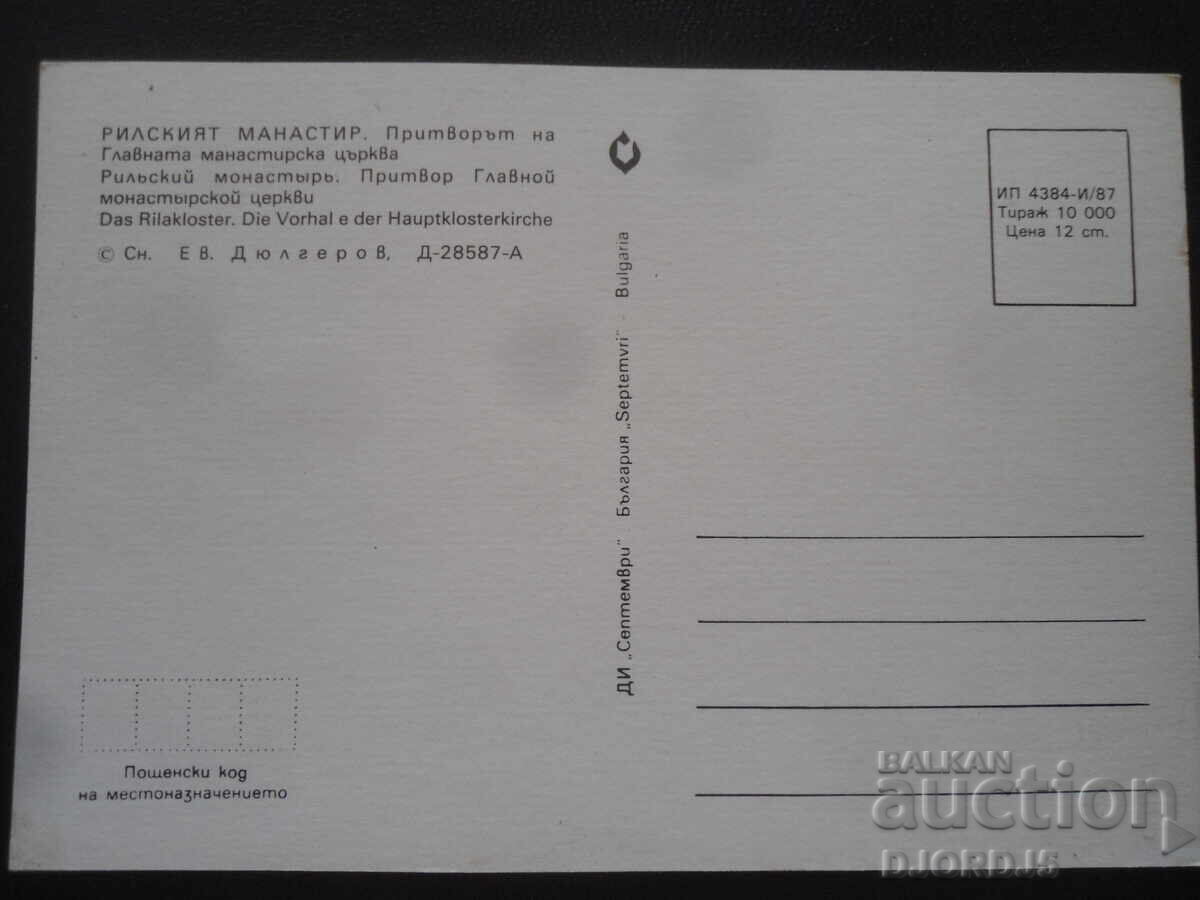 РИЛСКИЯТ МАНАСТИР. Притворът на
Главната манастирска църква
Рильский монастырь. Притвор Главной
монастырской церкви
Das Rilakloster. Die Vorhal e der Hauptklosterkirche
© Сн. Ев. Дюлгеров, Д-28587-А
ДИ „Септември" · България „Septemvri" · Bulgaria
ИП 4384-И/87
Тираж 10 000
Цена 12 ст.
Пощенски код
на местоназначението
BALKAN
auction
DJORDJ5